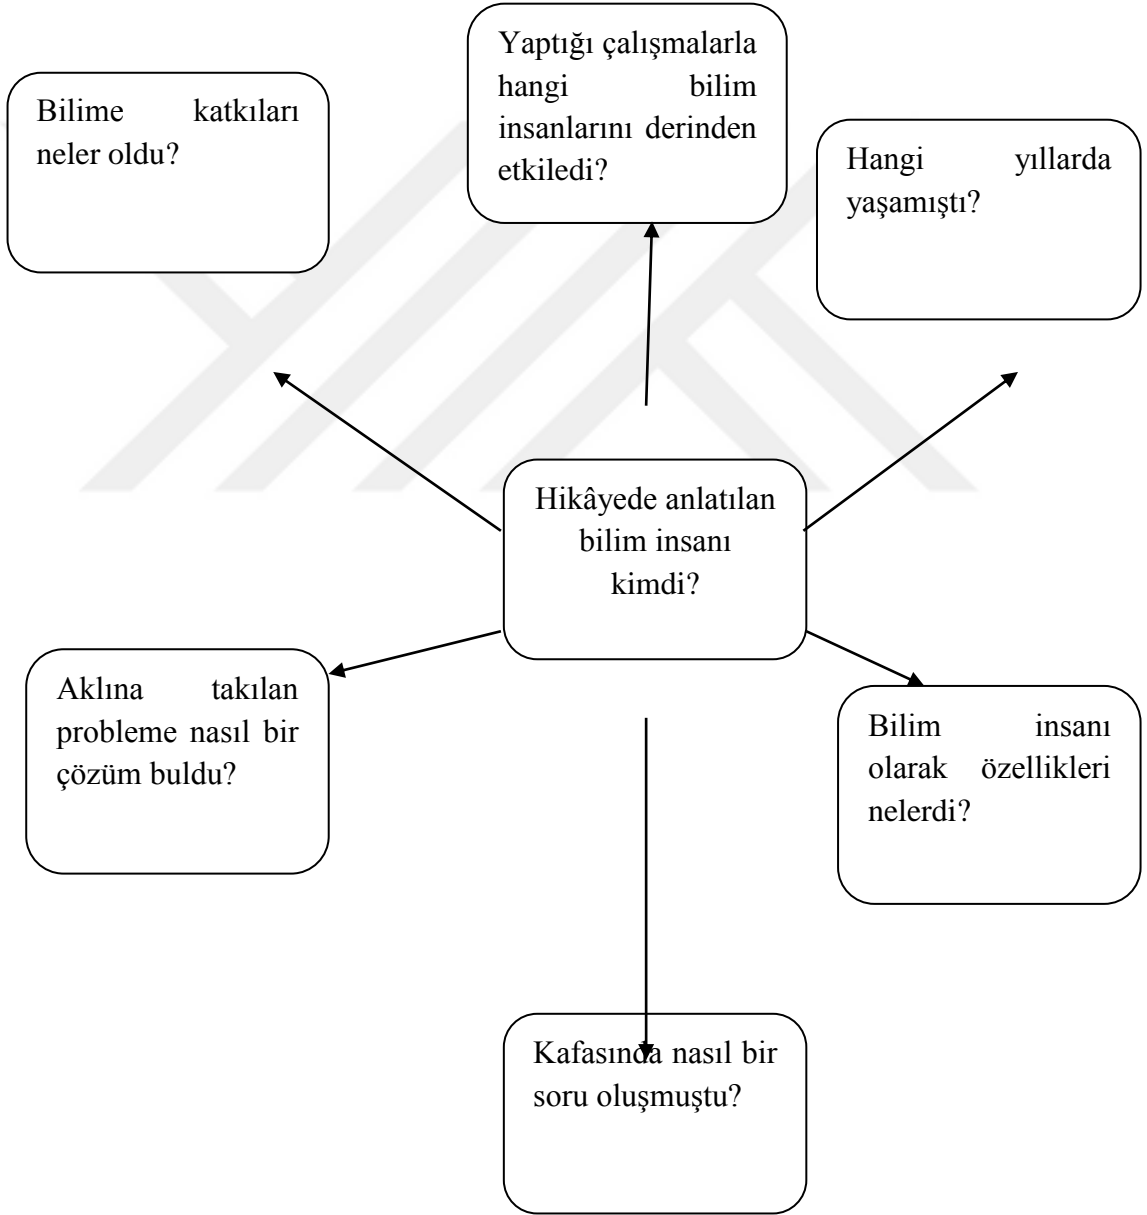 Yaptığı çalışmalarla
hangi bilim
insanlarını derinden
etkiledi?
Bilime katkıları
neler oldu?
Hangi yıllarda
yaşamıştı?
Hikâyede anlatılan
bilim insanı
kimdi?
Aklına takılan
probleme nasıl bir
çözüm buldu?
Bilim insanı
olarak özellikleri
nelerdi?
Kafasında nasıl bir
soru oluşmuştu?